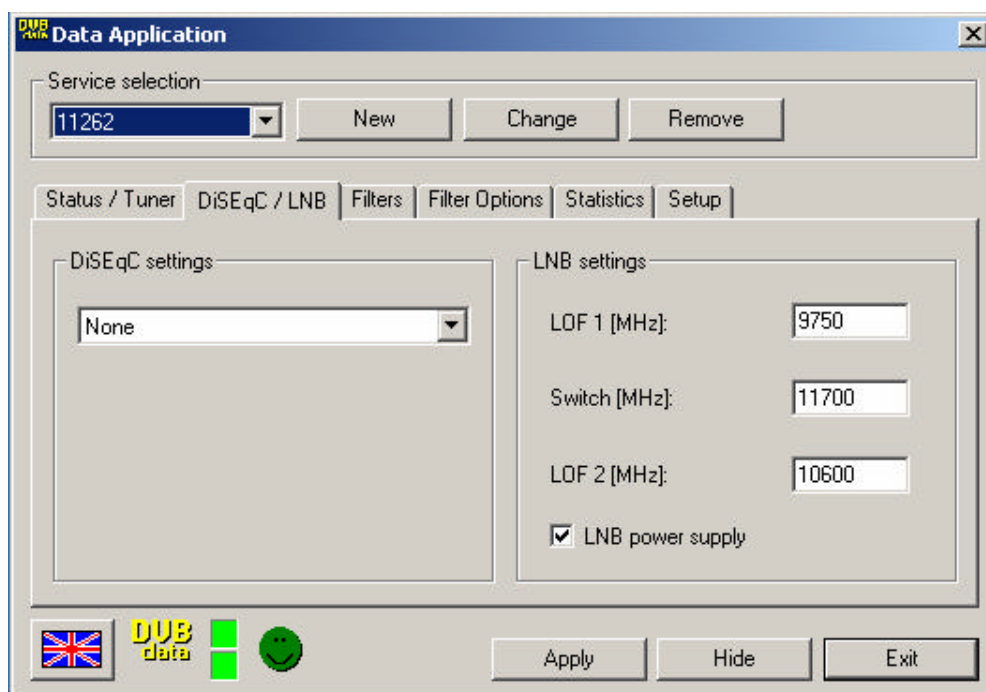 DVB data Data Application
Service selection
11262 New Change Remove
Status / Tuner DiSEqC / LNB Filters Filter Options Statistics Setup
DiSEqC settings LNB settings
None
LOF 1 [MHz]: 9750
Switch [MHz]: 11700
LOF 2 [MHz]: 10600
LNB power supply
DVB
data
Apply Hide Exit